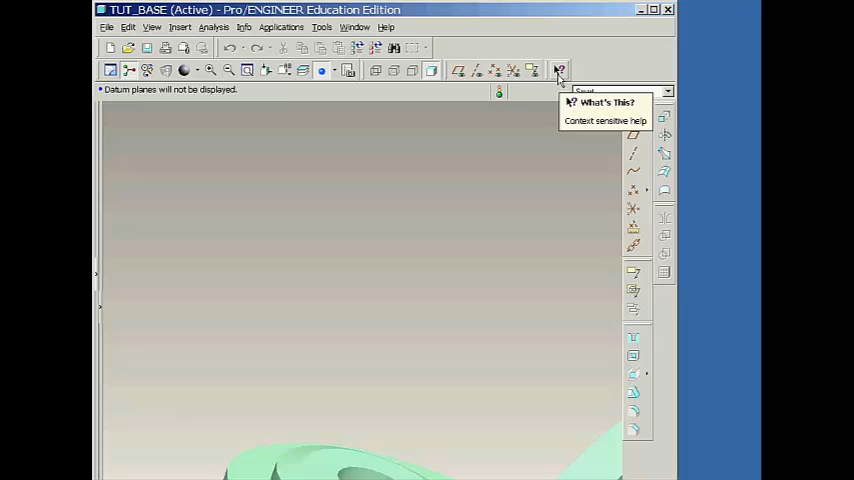 TUT_BASE (Active) - Pro/ENGINEER Education Edition
File Edit View Insert Analysis Info Applications Tools Window Help
Datum planes will not be displayed.
Smart
What's This?
Context sensitive help